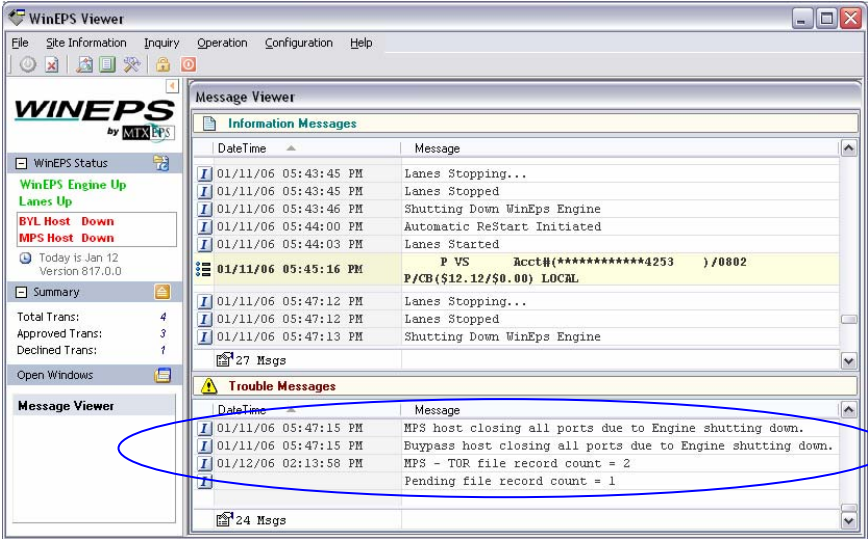 WinEPS Viewer
File Site Information Inquiry Operation Configuration Help
WINEPS
by MTXEPS
WinEPS Status
WinEPS Engine Up
Lanes Up
BYL Host Down
MPS Host Down
Today is Jan 12
Version 817.0.0
Summary
Total Trans: 4
Approved Trans: 3
Declined Trans: 1
Open Windows
Message Viewer
Message Viewer
Information Messages
DateTime Message
01/11/06 05:43:45 PM Lanes Stopping...
01/11/06 05:43:45 PM Lanes Stopped
01/11/06 05:43:46 PM Shutting Down WinEps Engine
01/11/06 05:44:00 PM Automatic ReStart Initiated
01/11/06 05:44:03 PM Lanes Started
01/11/06 05:45:16 PM P VS Acct#(************4253 )/0802
P/CB($12.12/$0.00) LOCAL
01/11/06 05:47:12 PM Lanes Stopping...
01/11/06 05:47:12 PM Lanes Stopped
01/11/06 05:47:13 PM Shutting Down WinEps Engine
27 Msgs
Trouble Messages
DateTime Message
01/11/06 05:47:15 PM MPS host closing all ports due to Engine shutting down.
01/11/06 05:47:15 PM Buypass host closing all ports due to Engine shutting down.
01/12/06 02:13:58 PM MPS - TOR file record count = 2
Pending file record count = 1
24 Msgs